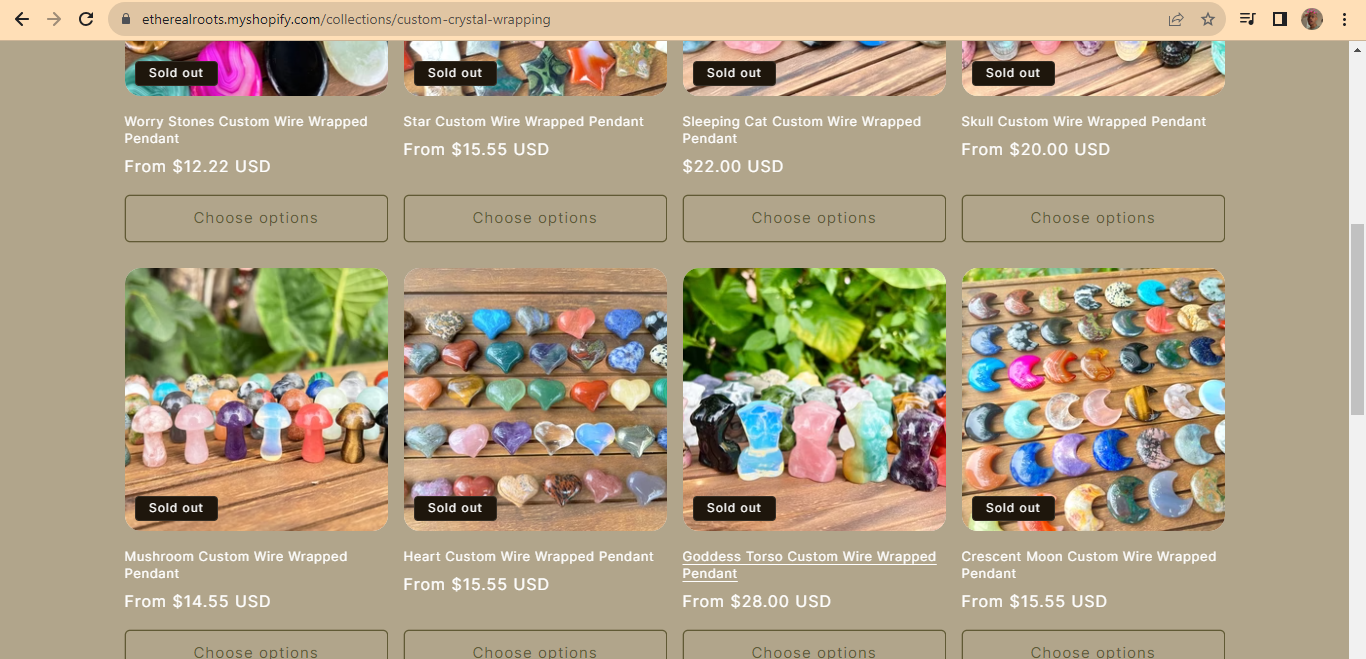 etherealroots.myshopify.com/collections/custom-crystal-wrapping
Sold out
Sold out
Sold out
Sold out
Worry Stones Custom Wire Wrapped
Pendant
From $12.22 USD
Star Custom Wire Wrapped Pendant
From $15.55 USD
Sleeping Cat Custom Wire Wrapped
Pendant
$22.00 USD
Skull Custom Wire Wrapped Pendant
From $20.00 USD
Choose options
Choose options
Choose options
Choose options
Sold out
Sold out
Sold out
Sold out
Mushroom Custom Wire Wrapped
Pendant
From $14.55 USD
Heart Custom Wire Wrapped Pendant
From $15.55 USD
Goddess Torso Custom Wire Wrapped
Pendant
From $28.00 USD
Crescent Moon Custom Wire Wrapped
Pendant
From $15.55 USD
Choose options
Choose options
Choose options
Choose options